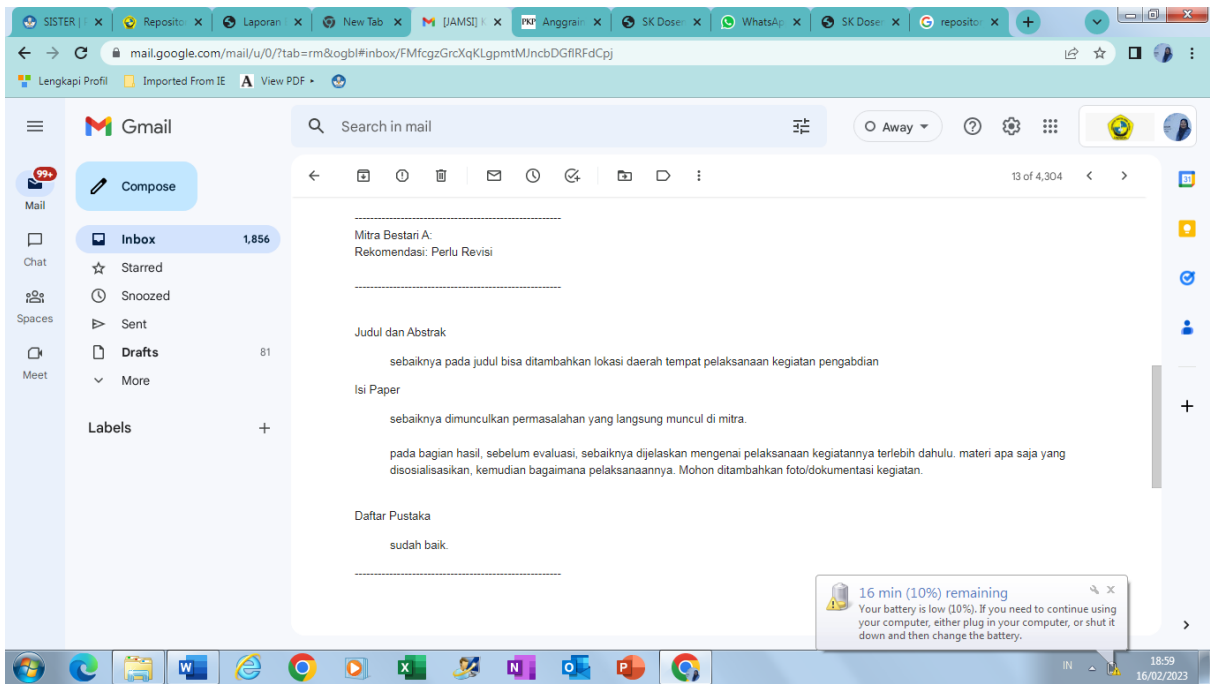 SISTER | P
Repositor
Laporan
New Tab
[JAMSI] K
PKP Anggrain
SK Dosen
WhatsAp
SK Dosen
repositor
mail.google.com/mail/u/0/?tab=rm&ogbl#inbox/FMfcgzGrcXqKLgpmtMJncbDGflRFdCpj
Lengkapi Profil
Imported From IE
View PDF
Gmail
Search in mail
Away
99+
Mail
Compose
13 of 4,304
31
Chat
Spaces
Meet
Inbox 1,856
Starred
Snoozed
Sent
Drafts 81
More
Labels
-------------------------------------------------------
Mitra Bestari A:
Rekomendasi: Perlu Revisi
-------------------------------------------------------
Judul dan Abstrak
sebaiknya pada judul bisa ditambahkan lokasi daerah tempat pelaksanaan kegiatan pengabdian
Isi Paper
sebaiknya dimunculkan permasalahan yang langsung muncul di mitra.
pada bagian hasil, sebelum evaluasi, sebaiknya dijelaskan mengenai pelaksanaan kegiatannya terlebih dahulu. materi apa saja yang
disosialisasikan, kemudian bagaimana pelaksanaannya. Mohon ditambahkan foto/dokumentasi kegiatan.
Daftar Pustaka
sudah baik.
-------------------------------------------------------
16 min (10%) remaining
Your battery is low (10%). If you need to continue using
your computer, either plug in your computer, or shut it
down and then change the battery.
IN
18:59
16/02/2023